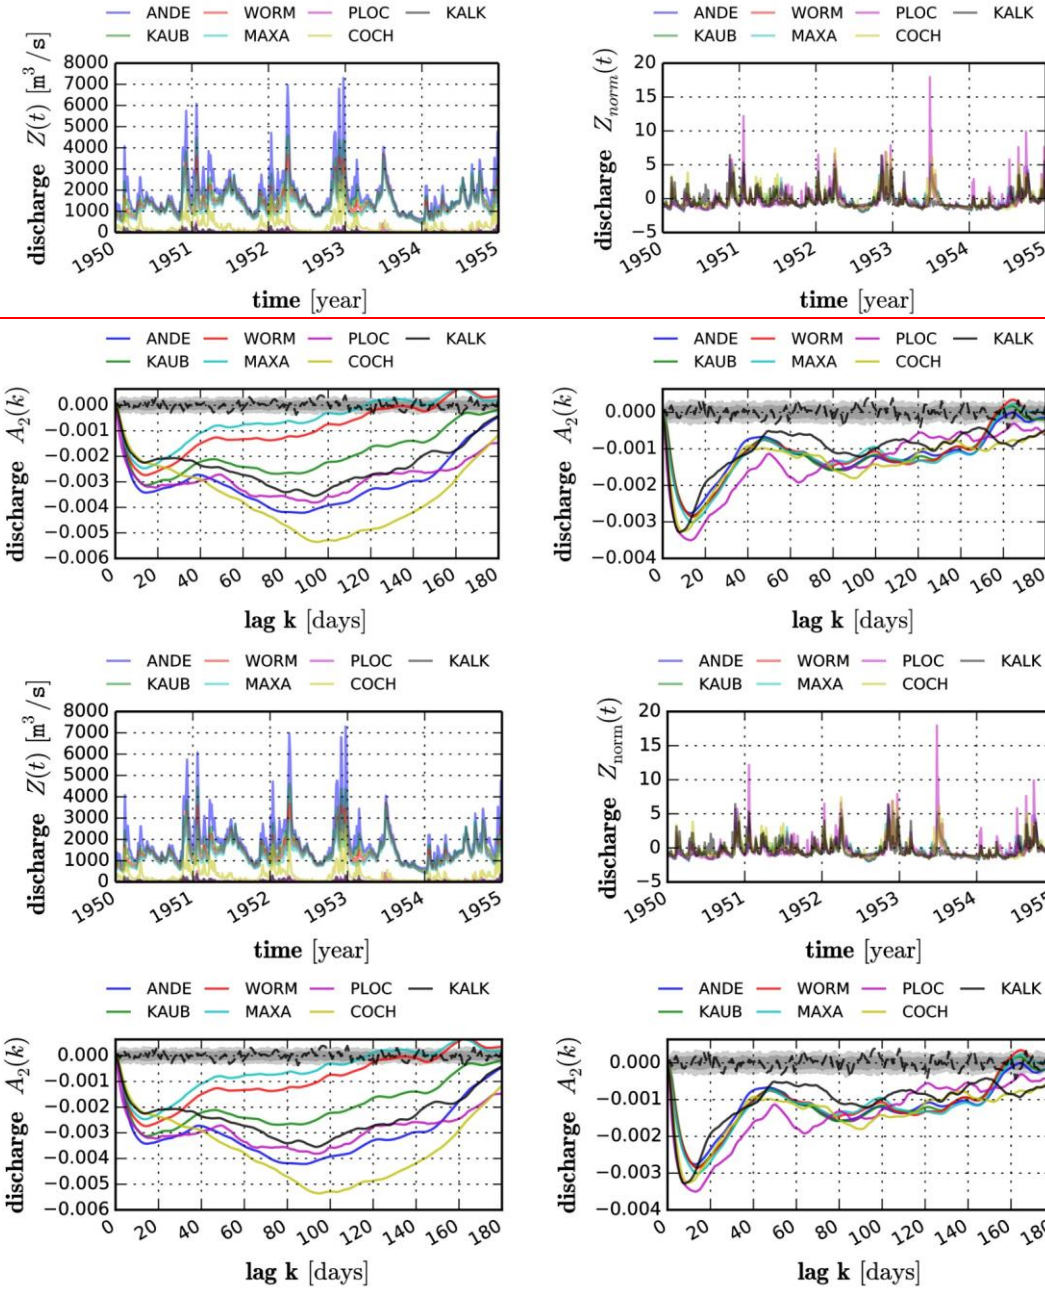 ANDE WORM PLOC KALK
KAUB MAXA COCH
discharge Z(t) [m³/s]
8000
7000
6000
5000
4000
3000
2000
1000
0
1950 1951 1952 1953 1954 1955
time [year]
ANDE WORM PLOC KALK
KAUB MAXA COCH
discharge Z_norm(t)
20
15
10
5
0
−5
1950 1951 1952 1953 1954 1955
time [year]
ANDE WORM PLOC KALK
KAUB MAXA COCH
discharge A₂(k)
0.000
−0.001
−0.002
−0.003
−0.004
−0.005
−0.006
0 20 40 60 80 100 120 140 160 180
lag k [days]
ANDE WORM PLOC KALK
KAUB MAXA COCH
discharge A₂(k)
0.000
−0.001
−0.002
−0.003
−0.004
0 20 40 60 80 100 120 140 160 180
lag k [days]
ANDE WORM PLOC KALK
KAUB MAXA COCH
discharge Z(t) [m³/s]
8000
7000
6000
5000
4000
3000
2000
1000
0
1950 1951 1952 1953 1954 1955
time [year]
ANDE WORM PLOC KALK
KAUB MAXA COCH
discharge Z_norm(t)
20
15
10
5
0
−5
1950 1951 1952 1953 1954 1955
time [year]
ANDE WORM PLOC KALK
KAUB MAXA COCH
discharge A₂(k)
0.000
−0.001
−0.002
−0.003
−0.004
−0.005
−0.006
0 20 40 60 80 100 120 140 160 180
lag k [days]
ANDE WORM PLOC KALK
KAUB MAXA COCH
discharge A₂(k)
0.000
−0.001
−0.002
−0.003
−0.004
0 20 40 60 80 100 120 140 160 180
lag k [days]